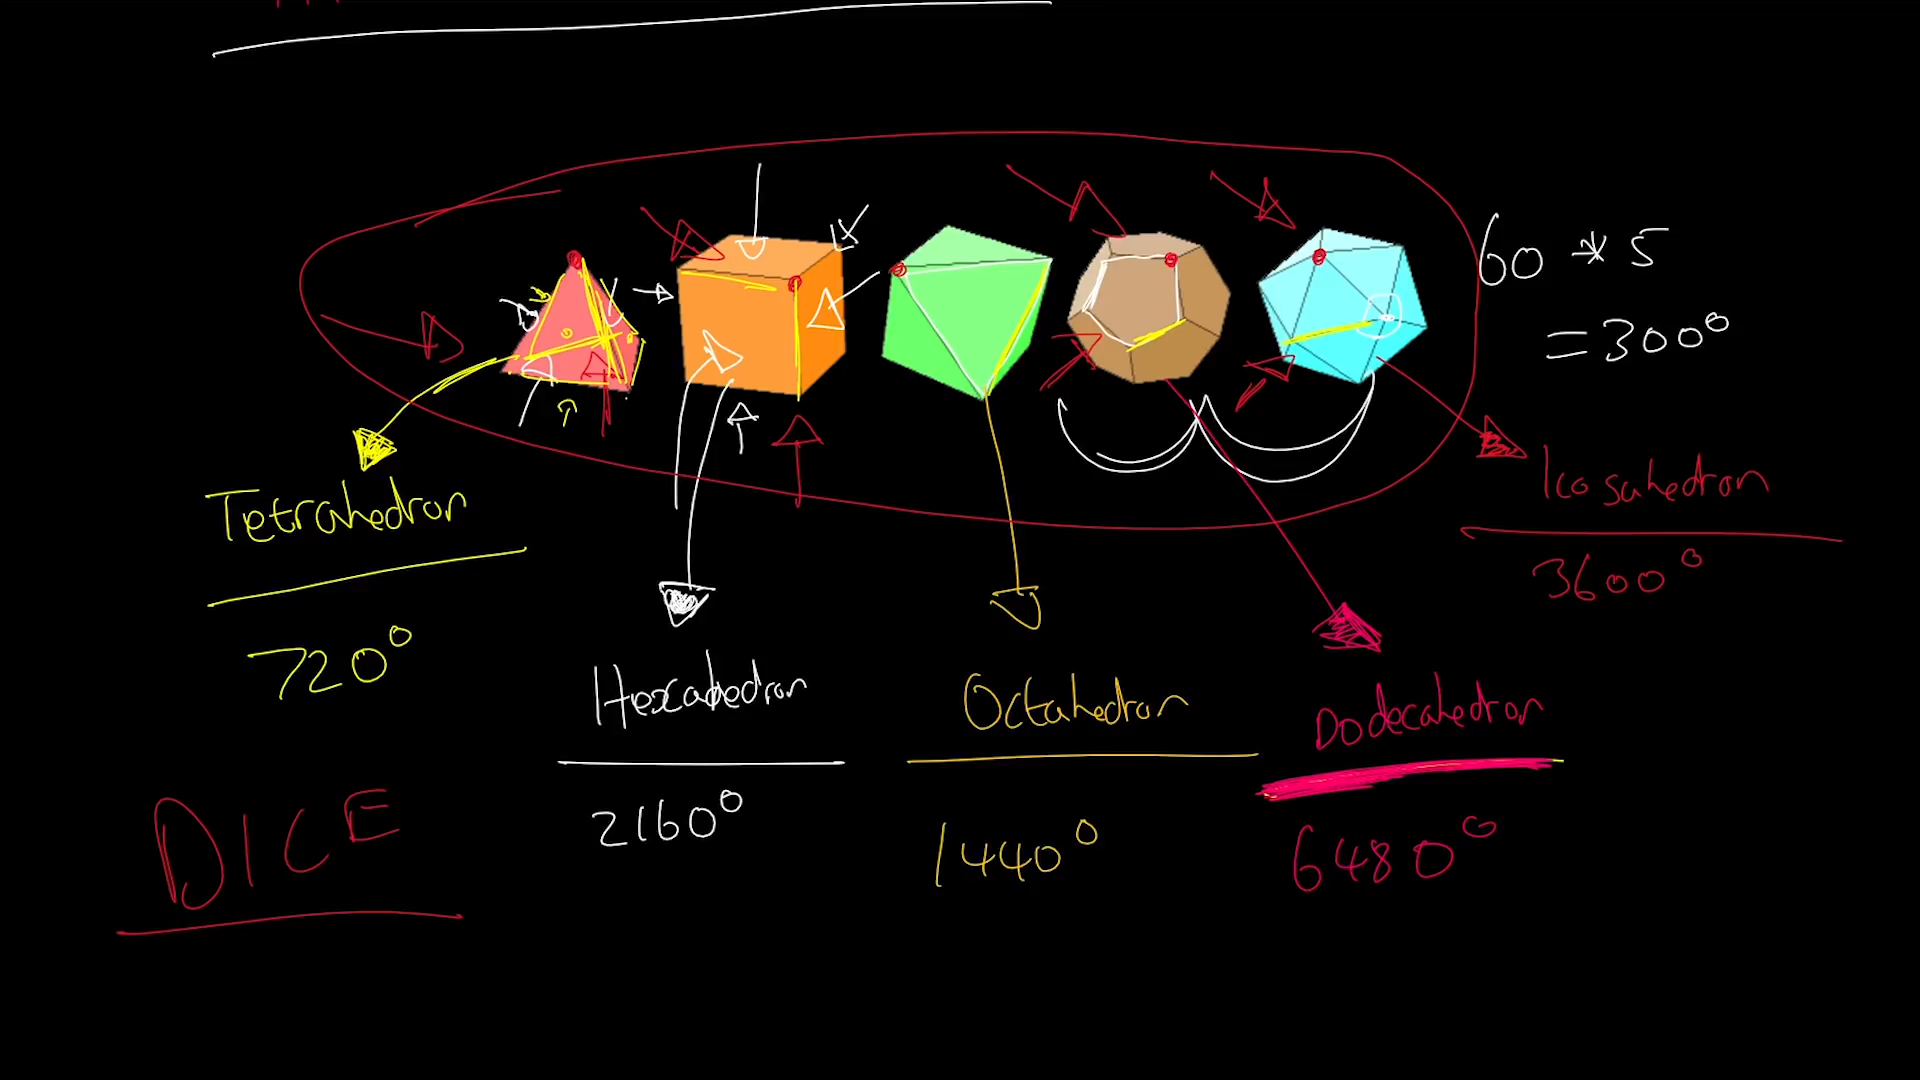 60 * 5
= 300°
Icosahedron
3600°
Tetrahedron
720°
Hexahedron
2160°
Octahedron
1440°
Dodecahedron
6480°
DICE